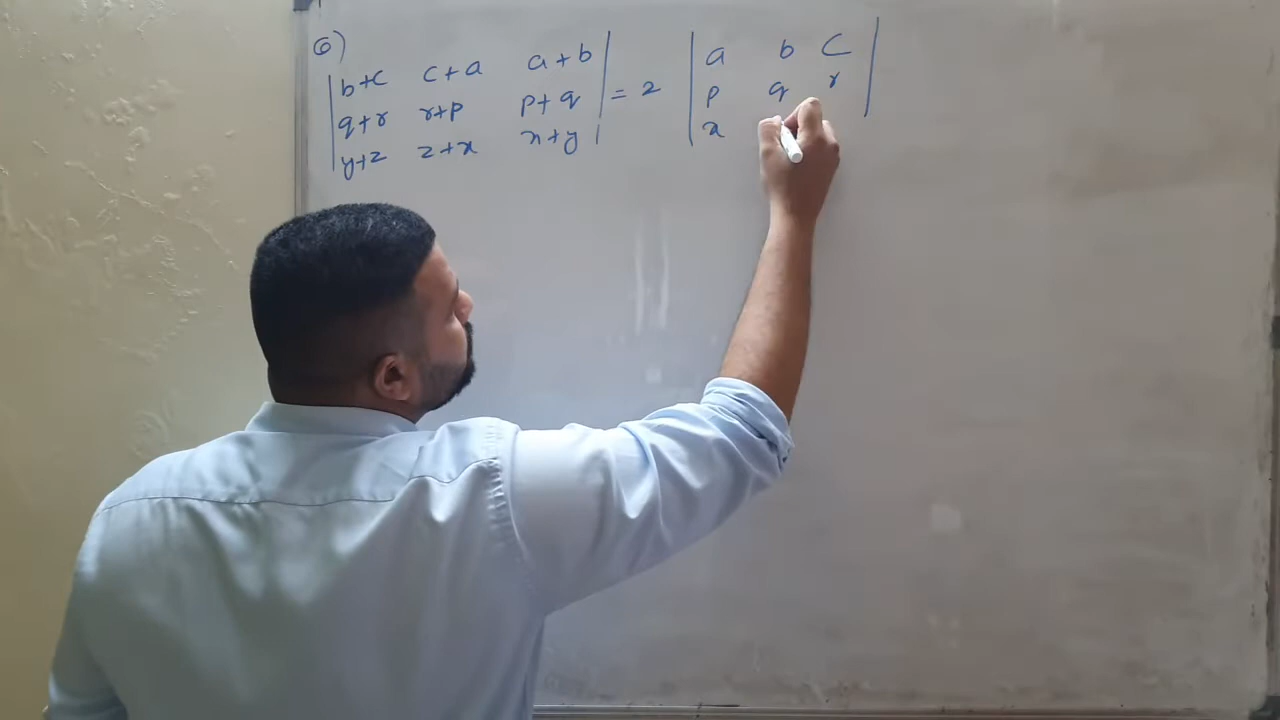 6)
| b+c c+a a+b | = 2 | a b c |
| q+r r+p p+q | | p q r |
| y+z z+x x+y | | x